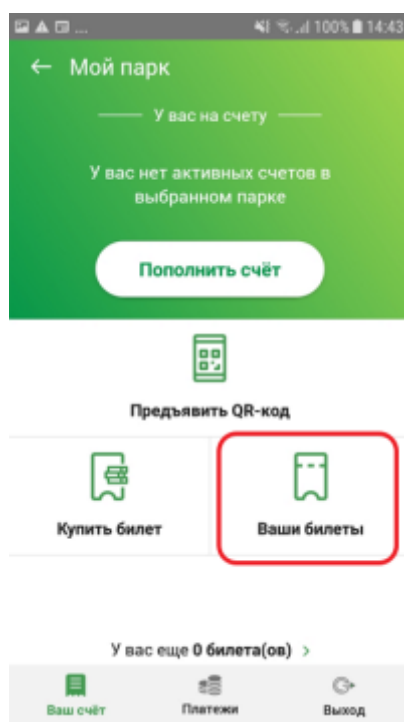 ... 100% 14:43
← Мой парк
У вас на счету
У вас нет активных счетов в
выбранном парке
Пополнить счёт
Предъявить QR-код
Купить билет Ваши билеты
У вас еще 0 билета(ов) >
Ваш счёт Платежи Выход